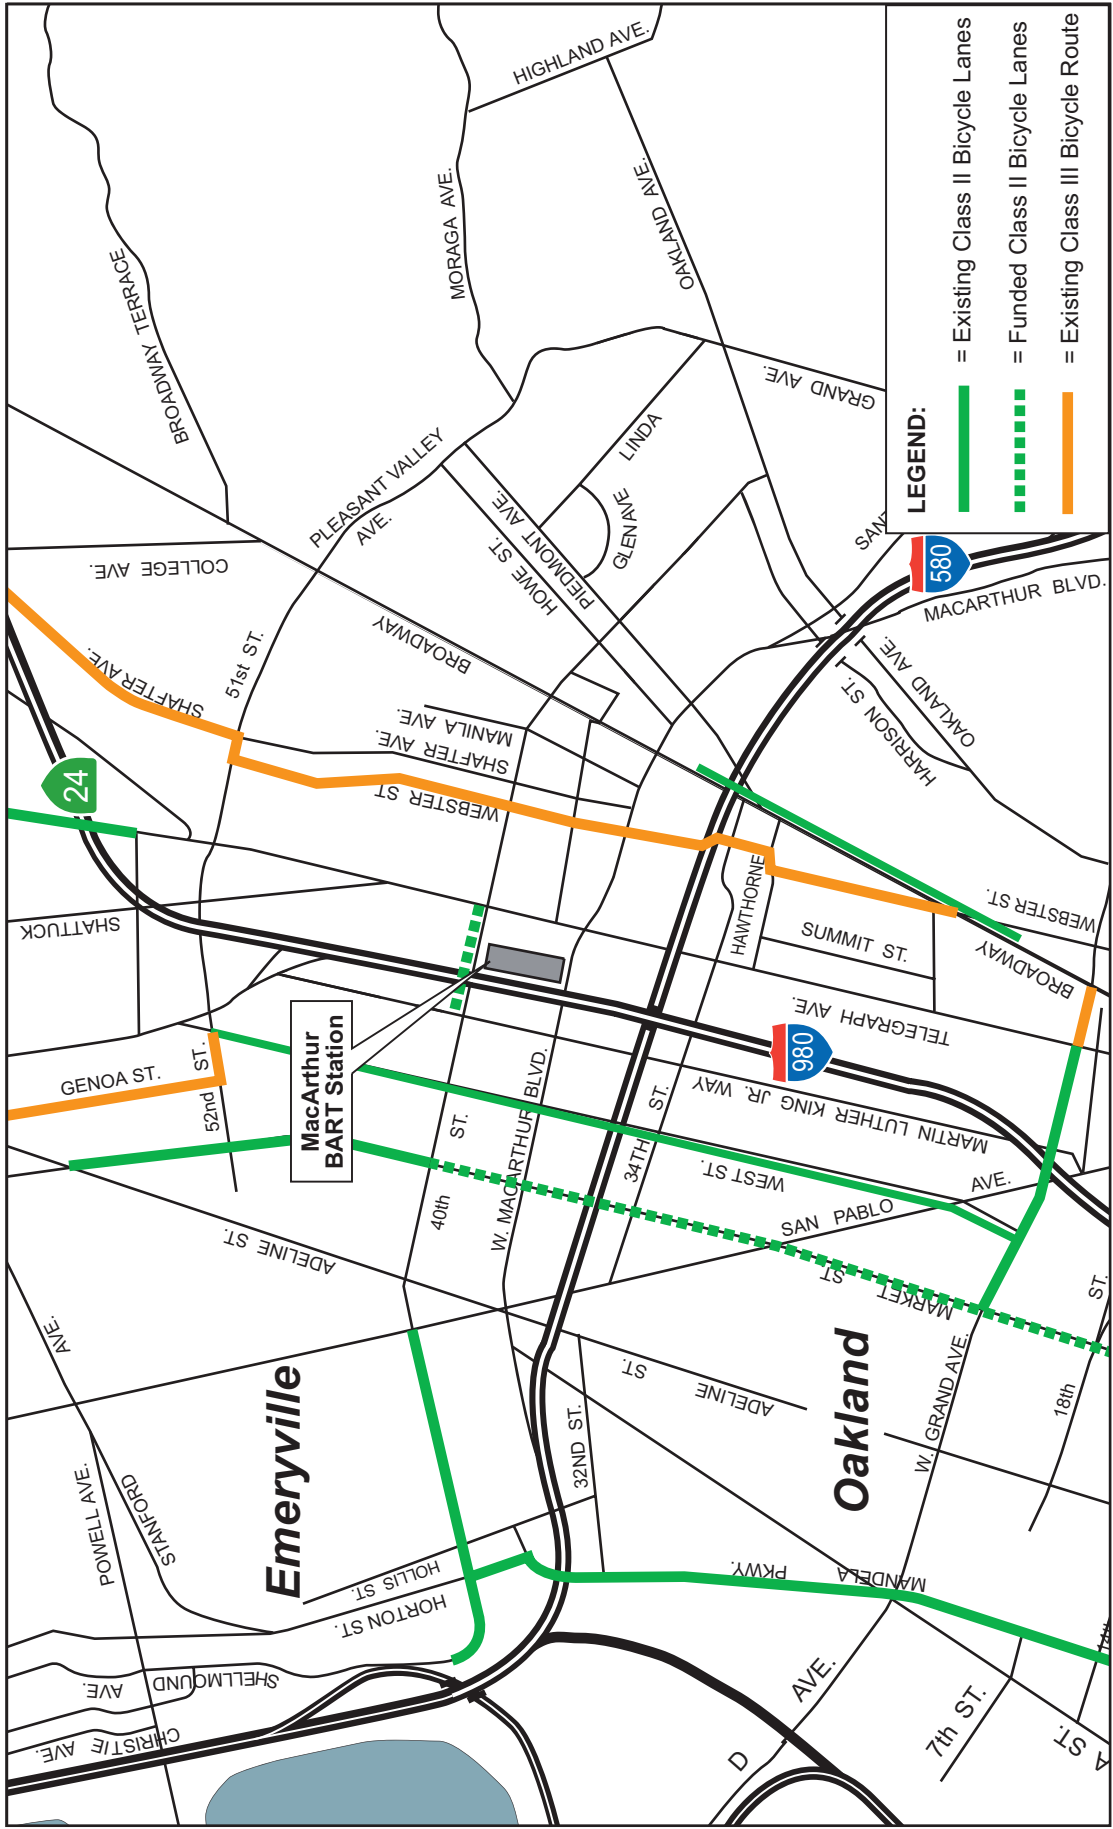 HIGHLAND AVE.
MORAGA AVE.
OAKLAND AVE.
BROADWAY TERRACE
GRAND AVE.
PLEASANT VALLEY
AVE.
LINDA
GLEN AVE
PIEDMONT AVE.
HOWE ST.
COLLEGE AVE.
BROADWAY
51st ST.
SHAFTER AVE.
MANILA AVE.
SHAFTER AVE.
WEBSTER ST
24
580
MACARTHUR BLVD.
OAKLAND AVE.
HARRISON ST.
HAWTHORNE
SUMMIT ST.
WEBSTER ST.
BROADWAY
SHATTUCK
TELEGRAPH AVE.
980
MacArthur
BART Station
GENOA ST.
52nd ST.
40th ST.
W. MACARTHUR BLVD.
34TH ST.
MARTIN LUTHER KING JR. WAY
WEST ST.
SAN PABLO AVE.
MARKET ST
ADELINE ST.
ADELINE ST.
W. GRAND AVE.
18th ST.
Emeryville
Oakland
STANFORD AVE.
POWELL AVE.
32ND ST.
HOLLIS ST.
HORTON ST.
MANDELA PKWY.
SHELLMOUND
AVE.
CHRISTIE AVE.
AVE.
7th ST.
LEGEND:
= Existing Class II Bicycle Lanes
= Funded Class II Bicycle Lanes
= Existing Class III Bicycle Route